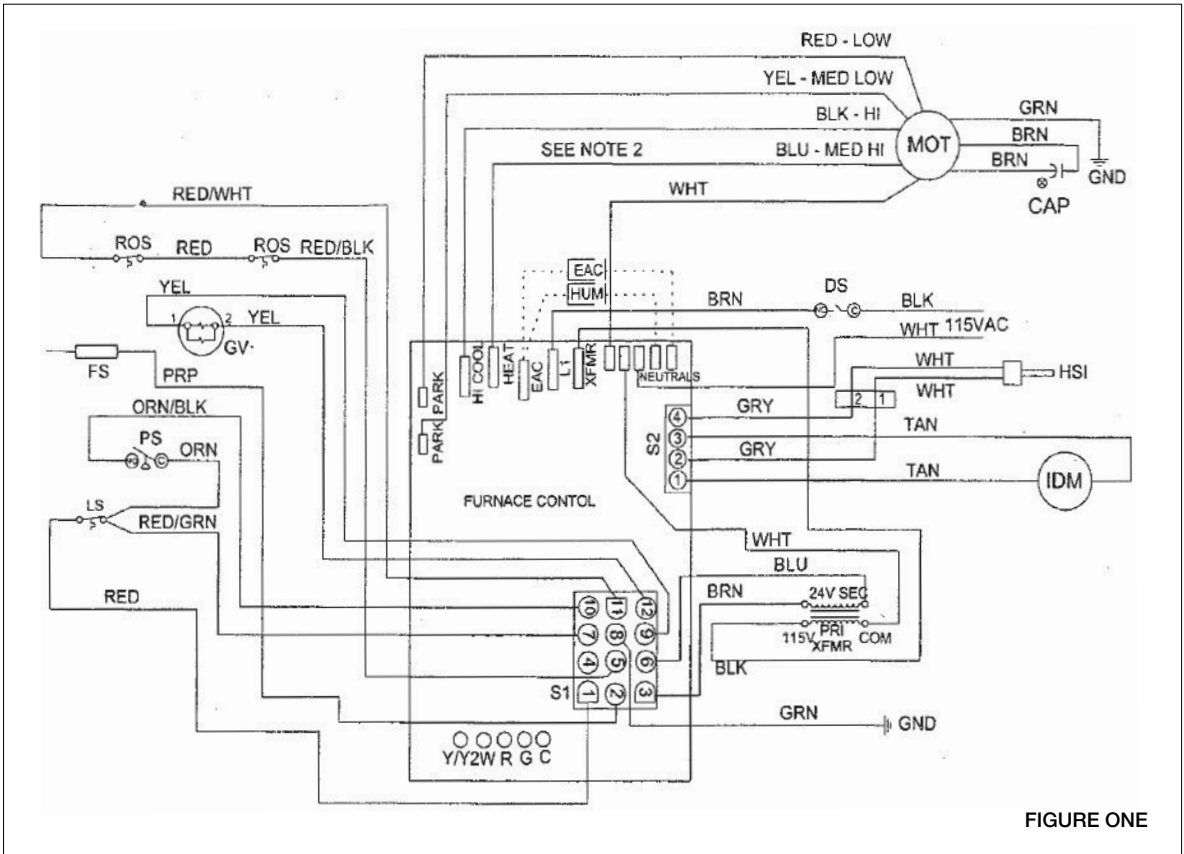 RED - LOW
YEL - MED LOW
BLK - HI
SEE NOTE 2
BLU - MED HI
WHT
MOT
GRN
BRN
BRN
GND
CAP
RED/WHT
ROS
RED
ROS
RED/BLK
YEL
1
2
YEL
GV
FS
PRP
ORN/BLK
PS
ORN
LS
RED/GRN
RED
EAC
HUM
BRN
DS
BLK
WHT
115VAC
WHT
HSI
WHT
2
1
PARK
PARK
HI COOL
HEAT
EAC
L1
XFMR
NEUTRALS
S2
4
3
2
1
GRY
TAN
GRY
TAN
IDM
FURNACE CONTOL
WHT
BLU
BRN
24V SEC
115V
PRI
XFMR
COM
BLK
10
11
12
7
8
9
4
5
6
S1
1
2
3
GRN
GND
Y/Y2 W R G C
FIGURE ONE